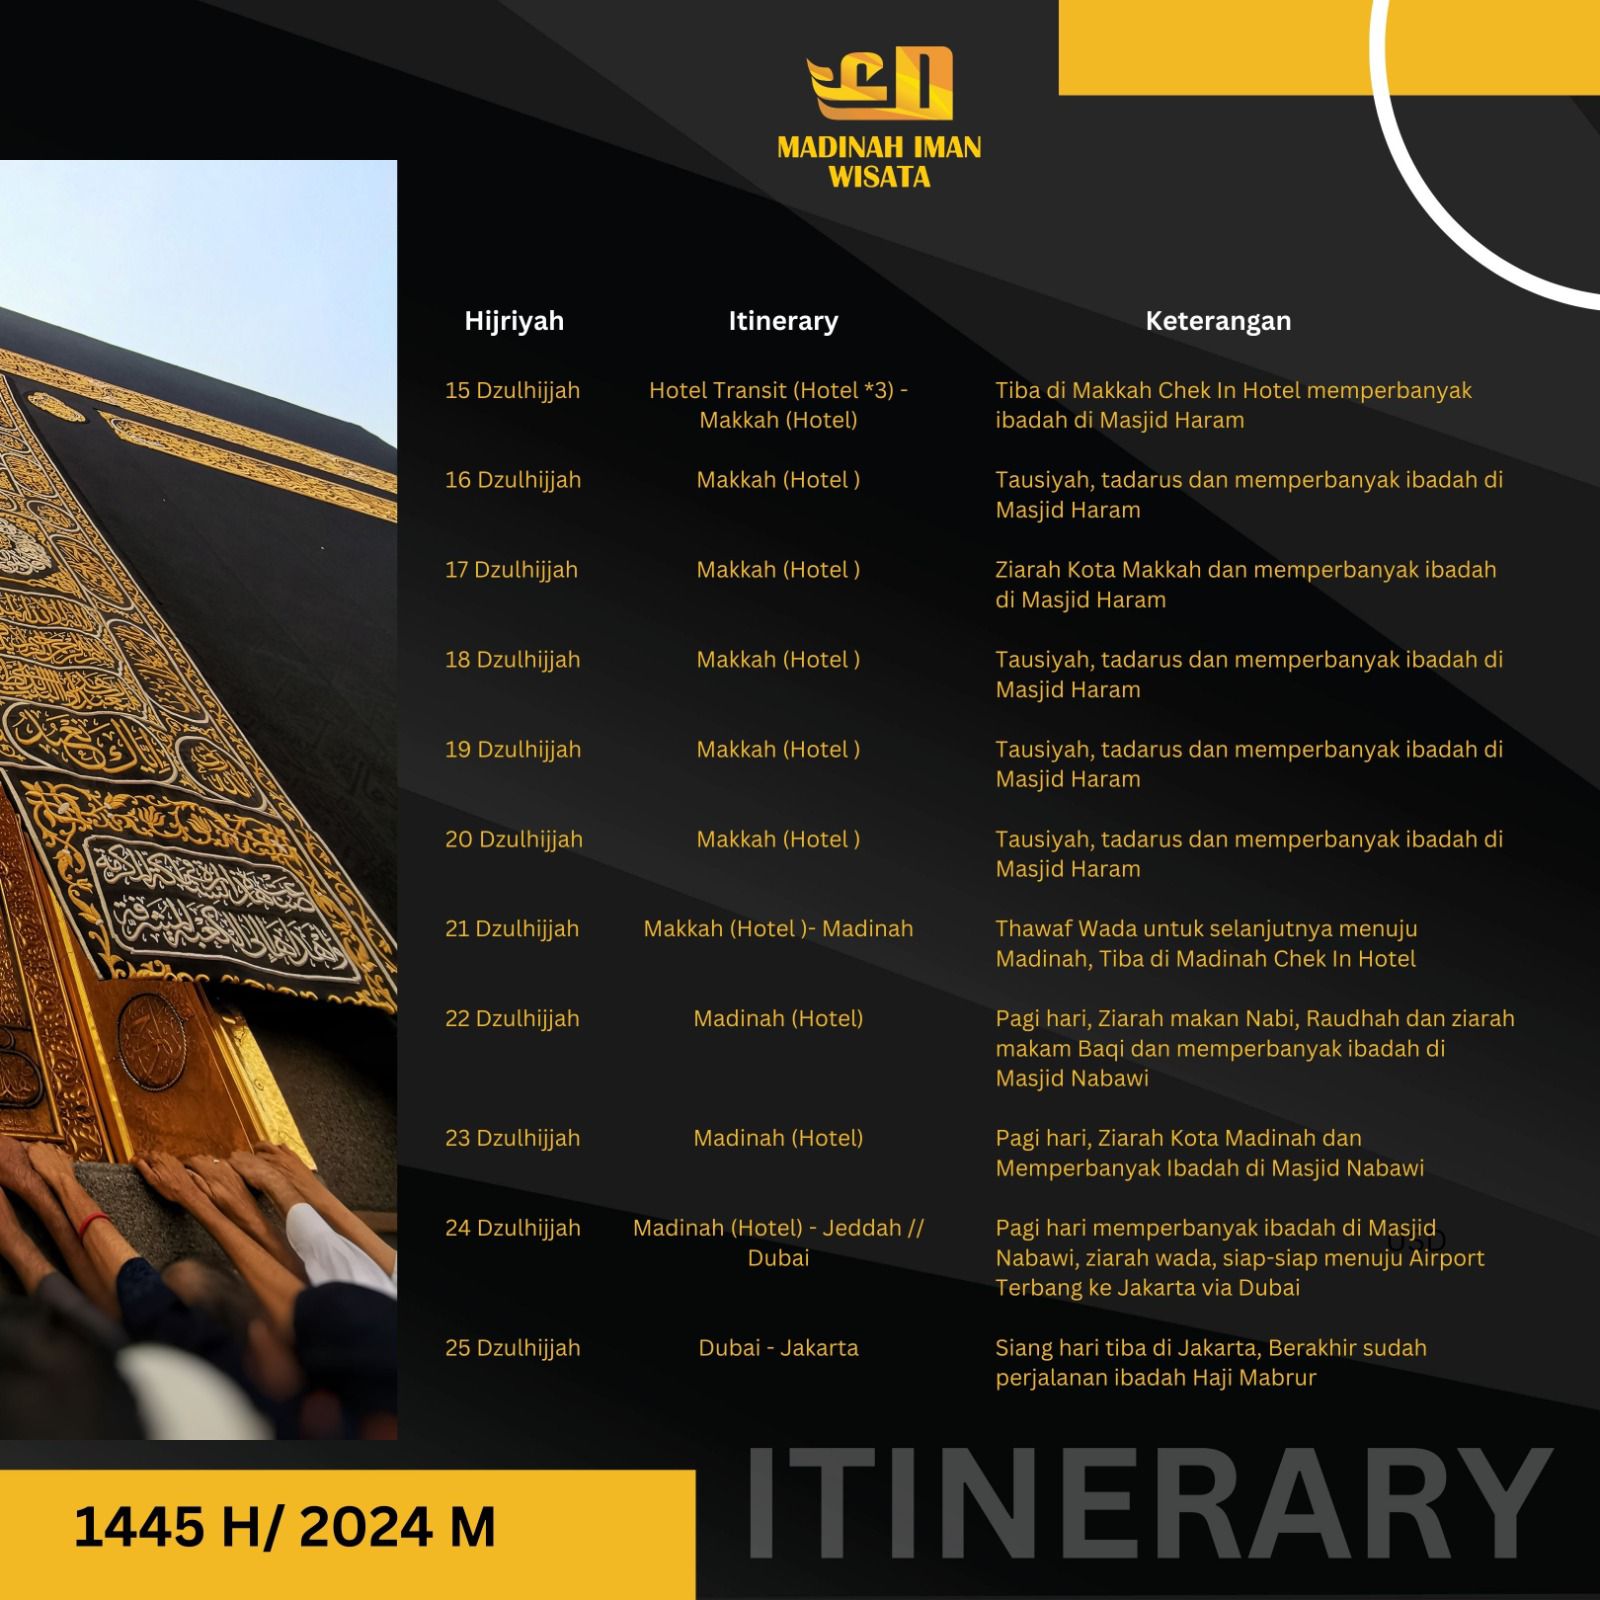 MADINAH IMAN
WISATA
Hijriyah Itinerary Keterangan
15 Dzulhijjah Hotel Transit (Hotel *3) - Tiba di Makkah Chek In Hotel memperbanyak
Makkah (Hotel) ibadah di Masjid Haram
16 Dzulhijjah Makkah (Hotel ) Tausiyah, tadarus dan memperbanyak ibadah di
Masjid Haram
17 Dzulhijjah Makkah (Hotel ) Ziarah Kota Makkah dan memperbanyak ibadah
di Masjid Haram
18 Dzulhijjah Makkah (Hotel ) Tausiyah, tadarus dan memperbanyak ibadah di
Masjid Haram
19 Dzulhijjah Makkah (Hotel ) Tausiyah, tadarus dan memperbanyak ibadah di
Masjid Haram
20 Dzulhijjah Makkah (Hotel ) Tausiyah, tadarus dan memperbanyak ibadah di
Masjid Haram
21 Dzulhijjah Makkah (Hotel )- Madinah Thawaf Wada untuk selanjutnya menuju
Madinah, Tiba di Madinah Chek In Hotel
22 Dzulhijjah Madinah (Hotel) Pagi hari, Ziarah makan Nabi, Raudhah dan ziarah
makam Baqi dan memperbanyak ibadah di
Masjid Nabawi
23 Dzulhijjah Madinah (Hotel) Pagi hari, Ziarah Kota Madinah dan
Memperbanyak Ibadah di Masjid Nabawi
24 Dzulhijjah Madinah (Hotel) - Jeddah // Pagi hari memperbanyak ibadah di Masjid
USD
Dubai Nabawi, ziarah wada, siap-siap menuju Airport
Terbang ke Jakarta via Dubai
25 Dzulhijjah Dubai - Jakarta Siang hari tiba di Jakarta, Berakhir sudah
perjalanan ibadah Haji Mabrur
ITINERARY
1445 H/ 2024 M